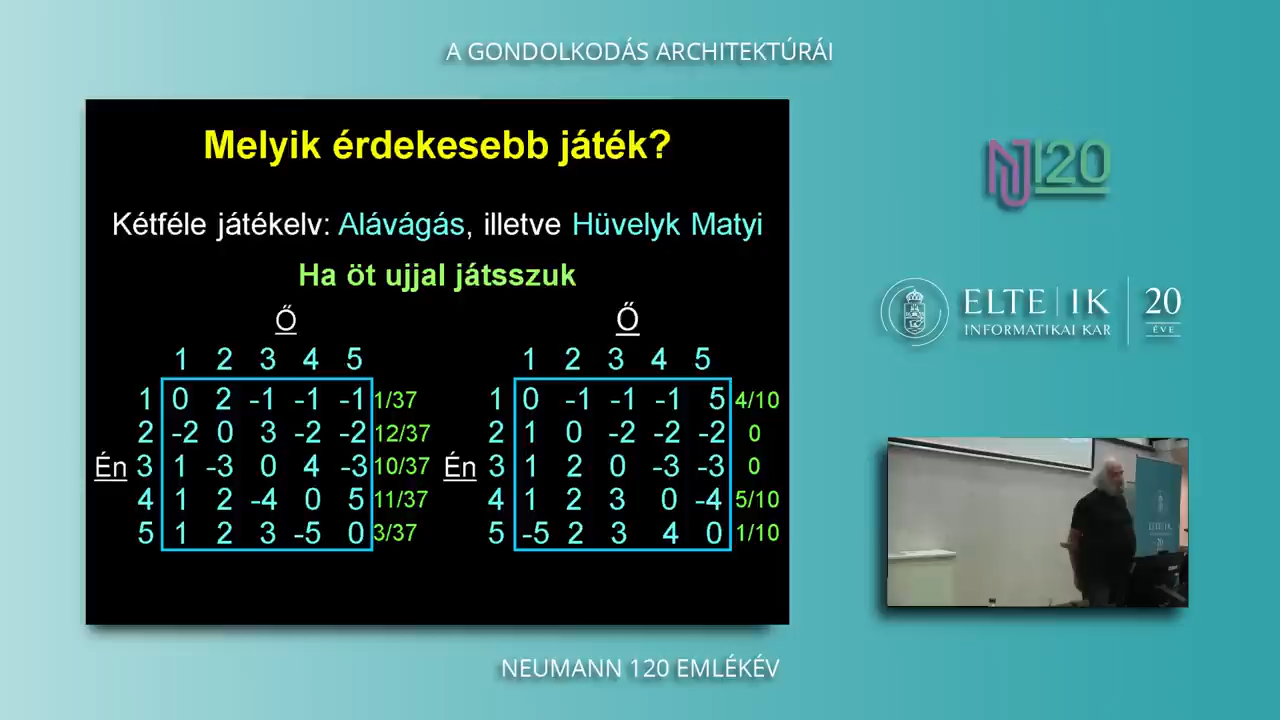 A GONDOLKODÁS ARCHITEKTÚRÁI
Melyik érdekesebb játék?
Kétféle játékelv: Alávágás, illetve Hüvelyk Matyi
Ha öt ujjal játsszuk
Ő
1 2 3 4 5
1 0 2 -1 -1 -1 1/37
2 -2 0 3 -2 -2 12/37
Én 3 1 -3 0 4 -3 10/37
4 1 2 -4 0 5 11/37
5 1 2 3 -5 0 3/37
Ő
1 2 3 4 5
1 0 -1 -1 -1 5 4/10
2 1 0 -2 -2 -2 0
Én 3 1 2 0 -3 -3 0
4 1 2 3 0 -4 5/10
5 -5 2 3 4 0 1/10
NJ120
ELTE | IK
INFORMATIKAI KAR
20
ÉVE
ELTE | IK
20
NEUMANN 120 EMLÉKÉV